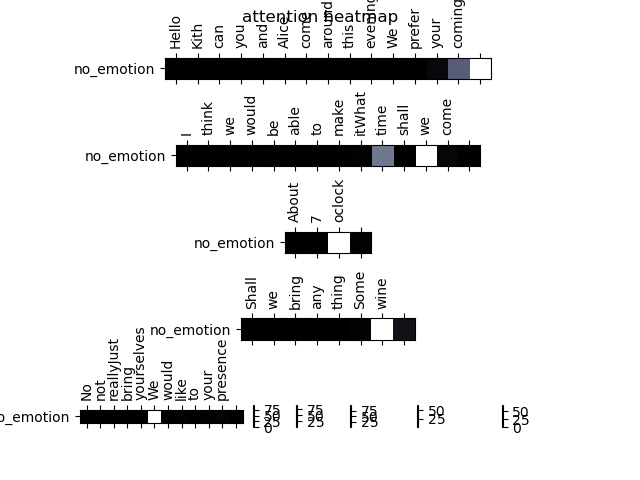 attention heatmap
Hello Kith can you and Alice come around this evening We prefer your coming
no_emotion
I think we would be able to make itWhat time shall we come
no_emotion
About 7 oclock
no_emotion
Shall we bring any thing Some wine
no_emotion
No not reallyJust bring yourselves We would like to your presence
no_emotion
75 75 75 50 50
50 50 50 25 25
25 25 25 0
0